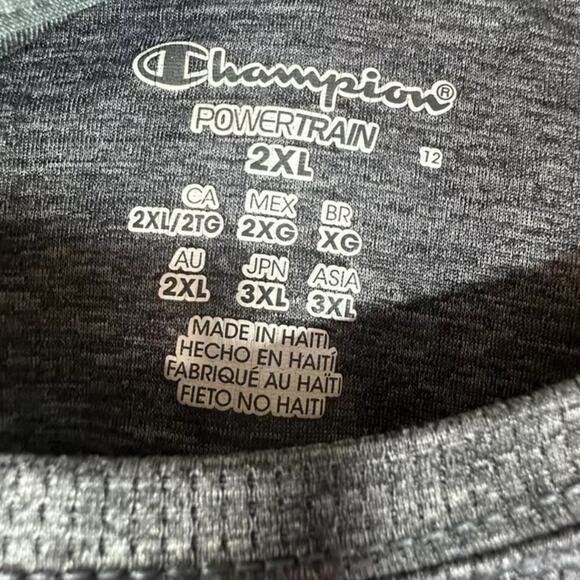 Champion®
POWERTRAIN
2XL
12
CA MEX BR
2XL/2TG 2XG XG
AU JPN ASIA
2XL 3XL 3XL
MADE IN HAITI
HECHO EN HAITÍ
FABRIQUÉ AU HAÏTI
FIETO NO HAITI